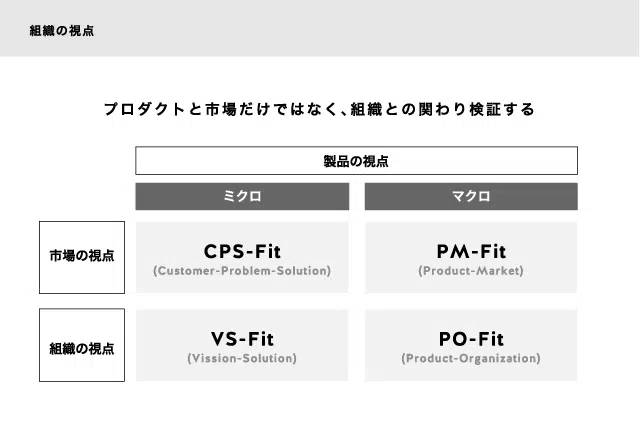 組織の視点
プロダクトと市場だけではなく、組織との関わり検証する
製品の視点
ミクロ
マクロ
市場の視点
CPS-Fit
(Customer-Problem-Solution)
PM-Fit
(Product-Market)
組織の視点
VS-Fit
(Vission-Solution)
PO-Fit
(Product-Organization)